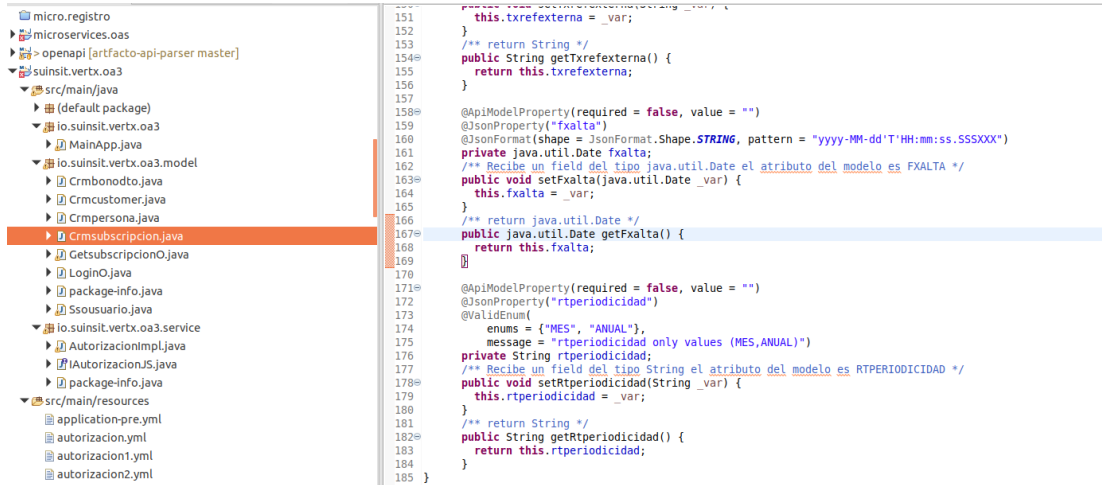 micro.registro
microservices.oas
> openapi [artfacto-api-parser master]
suinsit.vertx.oa3
src/main/java
(default package)
io.suinsit.vertx.oa3
MainApp.java
io.suinsit.vertx.oa3.model
Crmbonodto.java
Crmcustomer.java
Crmpersona.java
Crmsubscripcion.java
GetsubscripcionO.java
LoginO.java
package-info.java
Ssousuario.java
io.suinsit.vertx.oa3.service
AutorizacionImpl.java
IAutorizacionJS.java
package-info.java
src/main/resources
application-pre.yml
autorizacion.yml
autorizacion1.yml
autorizacion2.yml
151 this.txrefexterna = _var;
152 }
153 /** return String */
154 public String getTxrefexterna() {
155 return this.txrefexterna;
156 }
157
158 @ApiModelProperty(required = false, value = "")
159 @JsonProperty("fxalta")
160 @JsonFormat(shape = JsonFormat.Shape.STRING, pattern = "yyyy-MM-dd'T'HH:mm:ss.SSSXXX")
161 private java.util.Date fxalta;
162 /** Recibe un field del tipo java.util.Date el atributo del modelo es FXALTA */
163 public void setFxalta(java.util.Date _var) {
164 this.fxalta = _var;
165 }
166 /** return java.util.Date */
167 public java.util.Date getFxalta() {
168 return this.fxalta;
169 }
170
171 @ApiModelProperty(required = false, value = "")
172 @JsonProperty("rtperiodicidad")
173 @ValidEnum(
174 enums = {"MES", "ANUAL"},
175 message = "rtperiodicidad only values (MES,ANUAL)")
176 private String rtperiodicidad;
177 /** Recibe un field del tipo String el atributo del modelo es RTPERIODICIDAD */
178 public void setRtperiodicidad(String _var) {
179 this.rtperiodicidad = _var;
180 }
181 /** return String */
182 public String getRtperiodicidad() {
183 return this.rtperiodicidad;
184 }
185 }